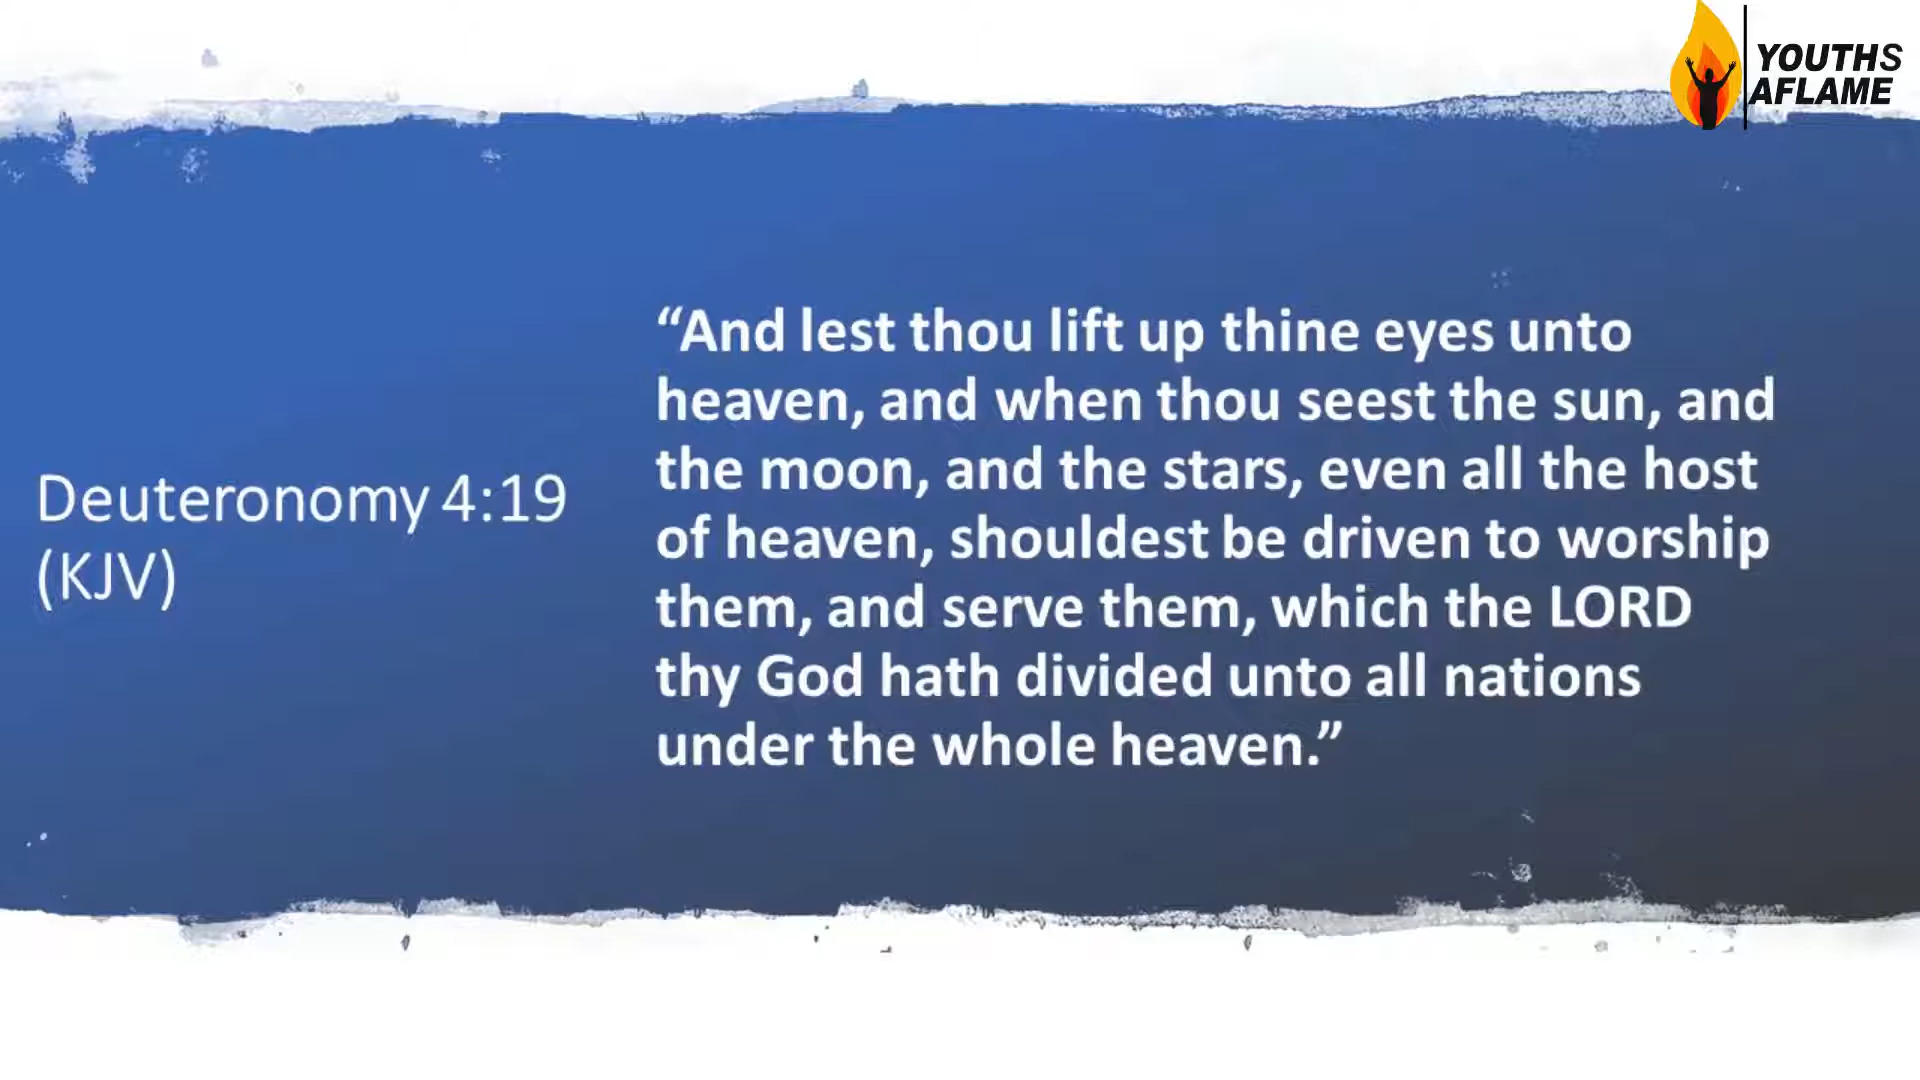 YOUTHS
AFLAME
Deuteronomy 4:19
(KJV)
“And lest thou lift up thine eyes unto
heaven, and when thou seest the sun, and
the moon, and the stars, even all the host
of heaven, shouldest be driven to worship
them, and serve them, which the LORD
thy God hath divided unto all nations
under the whole heaven.”